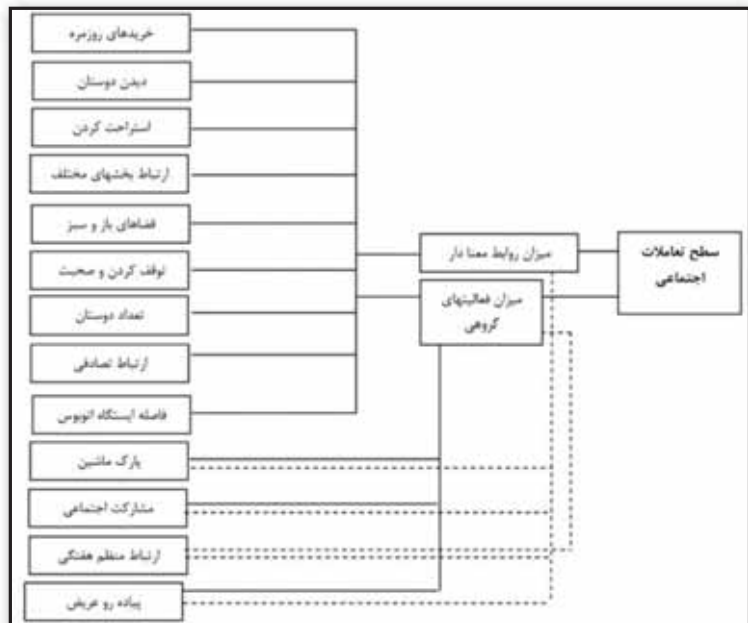 خریدهای روزمره
دیدن دوستان
استراحت کردن
ارتباط بخشهای مختلف
فضاهای باز و سبز
توقف کردن و صحبت
تعداد دوستان
ارتباط تصادفی
فاصله ایستگاه اتوبوس
پارک ماشین
مشارکت اجتماعی
ارتباط منظم هفتگی
پیاده رو عریض
میزان روابط معنا دار
میزان فعالیتهای
گروهی
سطح تعاملات
اجتماعی